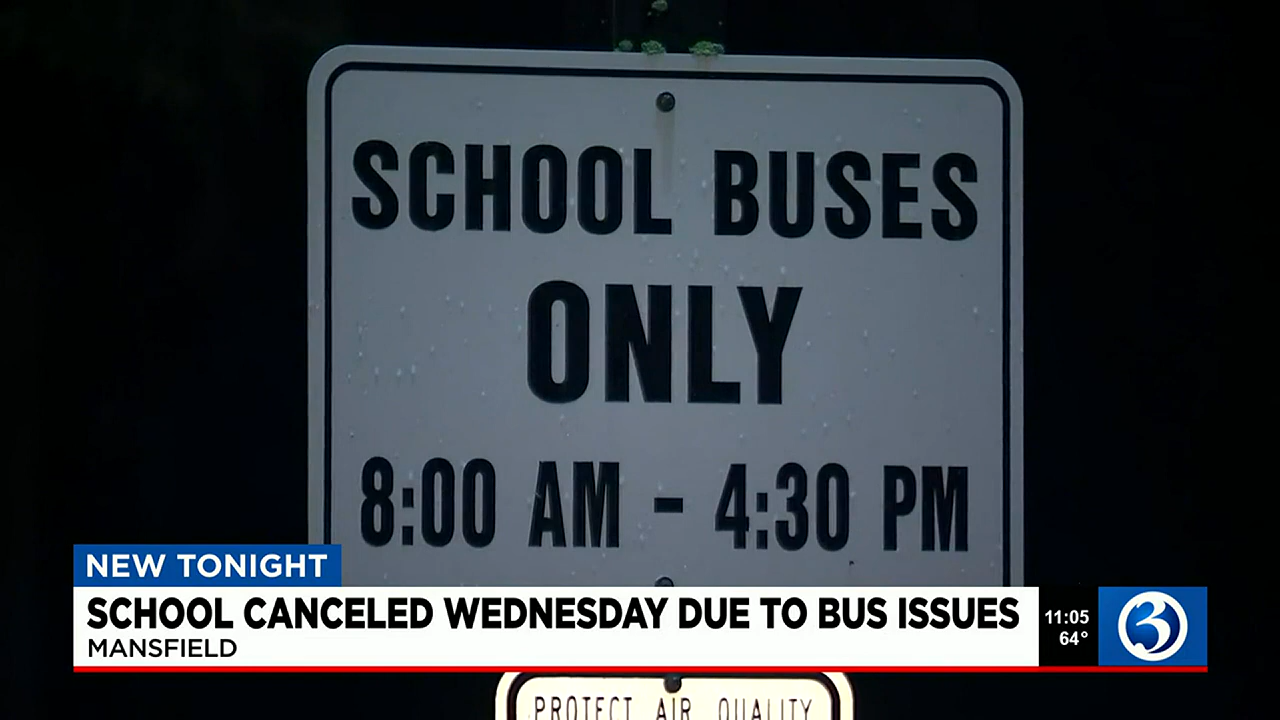 SCHOOL BUSES
ONLY
8:00 AM - 4:30 PM
NEW TONIGHT
SCHOOL CANCELED WEDNESDAY DUE TO BUS ISSUES
MANSFIELD
11:05
64°
3
PROTECT AIR QUALITY